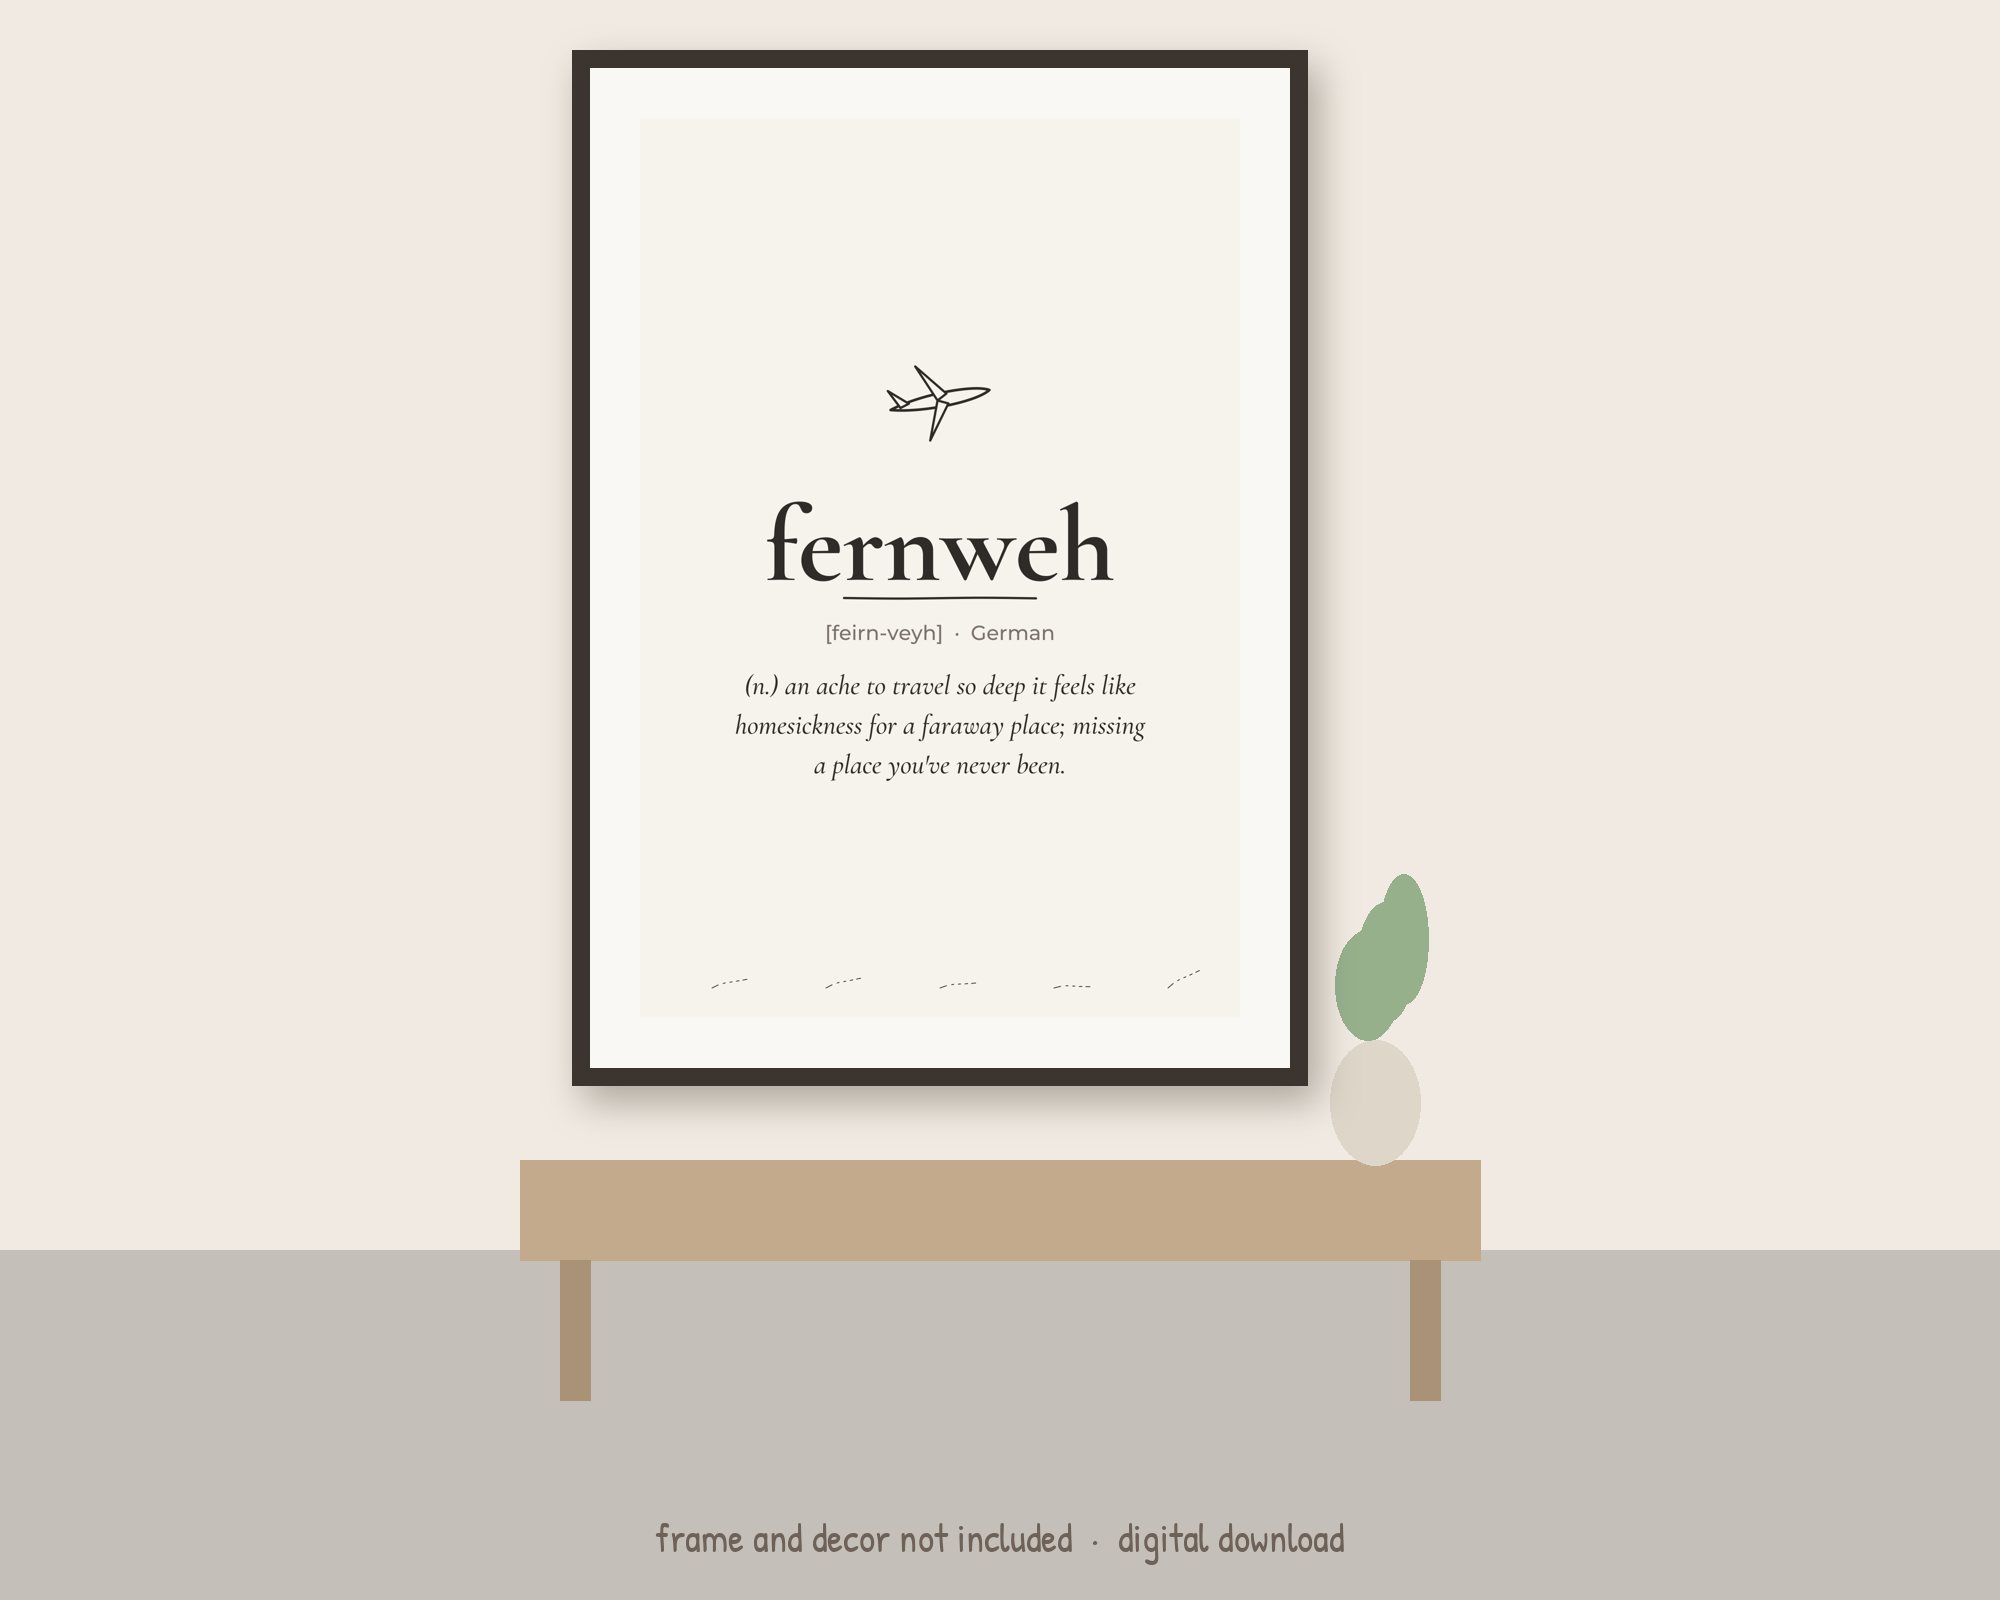 fernweh
[feirn-veyh] · German
(n.) an ache to travel so deep it feels like
homesickness for a faraway place; missing
a place you've never been.
frame and decor not included · digital download